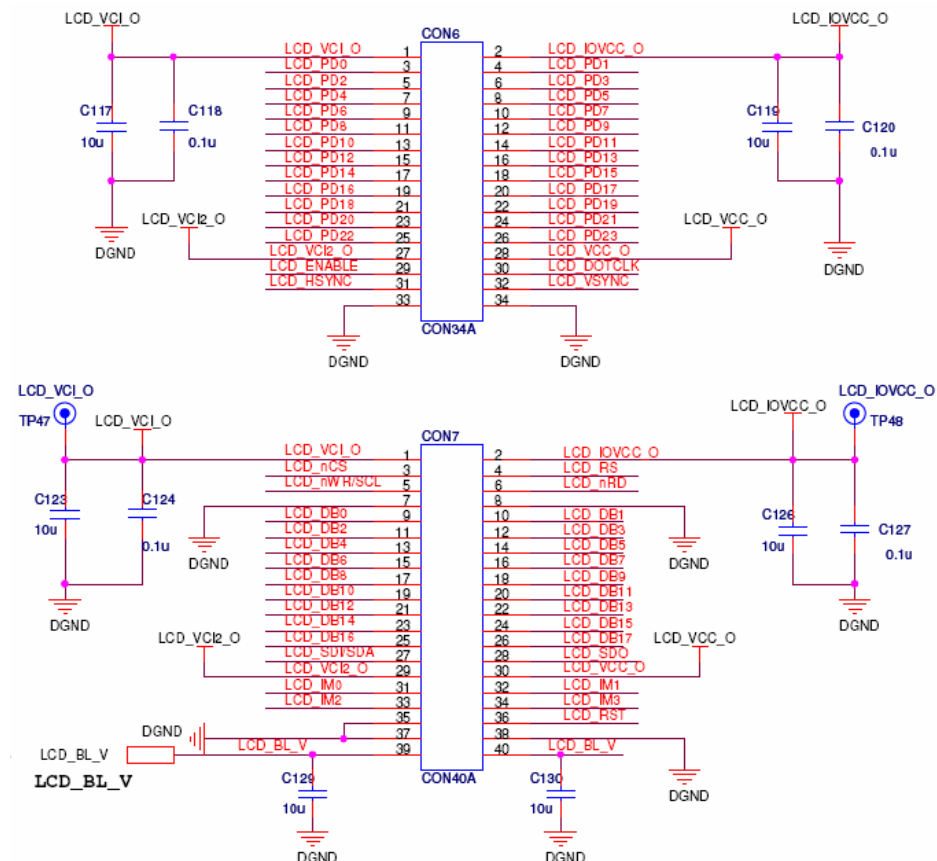 LCD_VCI_O
LCD_IOVCC_O
CON6
LCD_VCI_O 1 2 LCD_IOVCC_O
LCD_PD0 3 4 LCD_PD1
LCD_PD2 5 6 LCD_PD3
LCD_PD4 7 8 LCD_PD5
LCD_PD6 9 10 LCD_PD7
LCD_PD8 11 12 LCD_PD9
LCD_PD10 13 14 LCD_PD11
LCD_PD12 15 16 LCD_PD13
LCD_PD14 17 18 LCD_PD15
LCD_PD16 19 20 LCD_PD17
LCD_PD18 21 22 LCD_PD19
LCD_PD20 23 24 LCD_PD21
LCD_PD22 25 26 LCD_PD23
LCD_VCI2_O 27 28 LCD_VCC_O
LCD_ENABLE 29 30 LCD_DOTCLK
LCD_HSYNC 31 32 LCD_VSYNC
33 34
CON34A
C117
10u
C118
0.1u
C119
10u
C120
0.1u
LCD_VCI2_O
LCD_VCC_O
DGND
DGND
DGND
DGND
LCD_VCI_O
TP47
LCD_VCI_O
LCD_IOVCC_O
LCD_IOVCC_O
TP48
CON7
LCD_VCI_O 1 2 LCD_IOVCC_O
LCD_nCS 3 4 LCD_RS
LCD_nWR/SCL 5 6 LCD_nRD
7 8
LCD_DB0 9 10 LCD_DB1
LCD_DB2 11 12 LCD_DB3
LCD_DB4 13 14 LCD_DB5
LCD_DB6 15 16 LCD_DB7
LCD_DB8 17 18 LCD_DB9
LCD_DB10 19 20 LCD_DB11
LCD_DB12 21 22 LCD_DB13
LCD_DB14 23 24 LCD_DB15
LCD_DB16 25 26 LCD_DB17
LCD_SDI/SDA 27 28 LCD_SDO
LCD_VCI2_O 29 30 LCD_VCC_O
LCD_IM0 31 32 LCD_IM1
LCD_IM2 33 34 LCD_IM3
35 36 LCD_RST
37 38
LCD_BL_V 39 40 LCD_BL_V
CON40A
C123
10u
C124
0.1u
C126
10u
C127
0.1u
DGND
DGND
DGND
DGND
LCD_VCI2_O
LCD_VCC_O
DGND
LCD_BL_V
LCD_BL_V
DGND
C129
10u
C130
10u
DGND
DGND